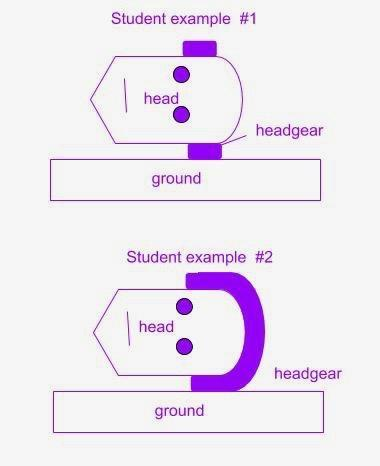 Student example #1
head
headgear
ground
Student example #2
head
headgear
ground